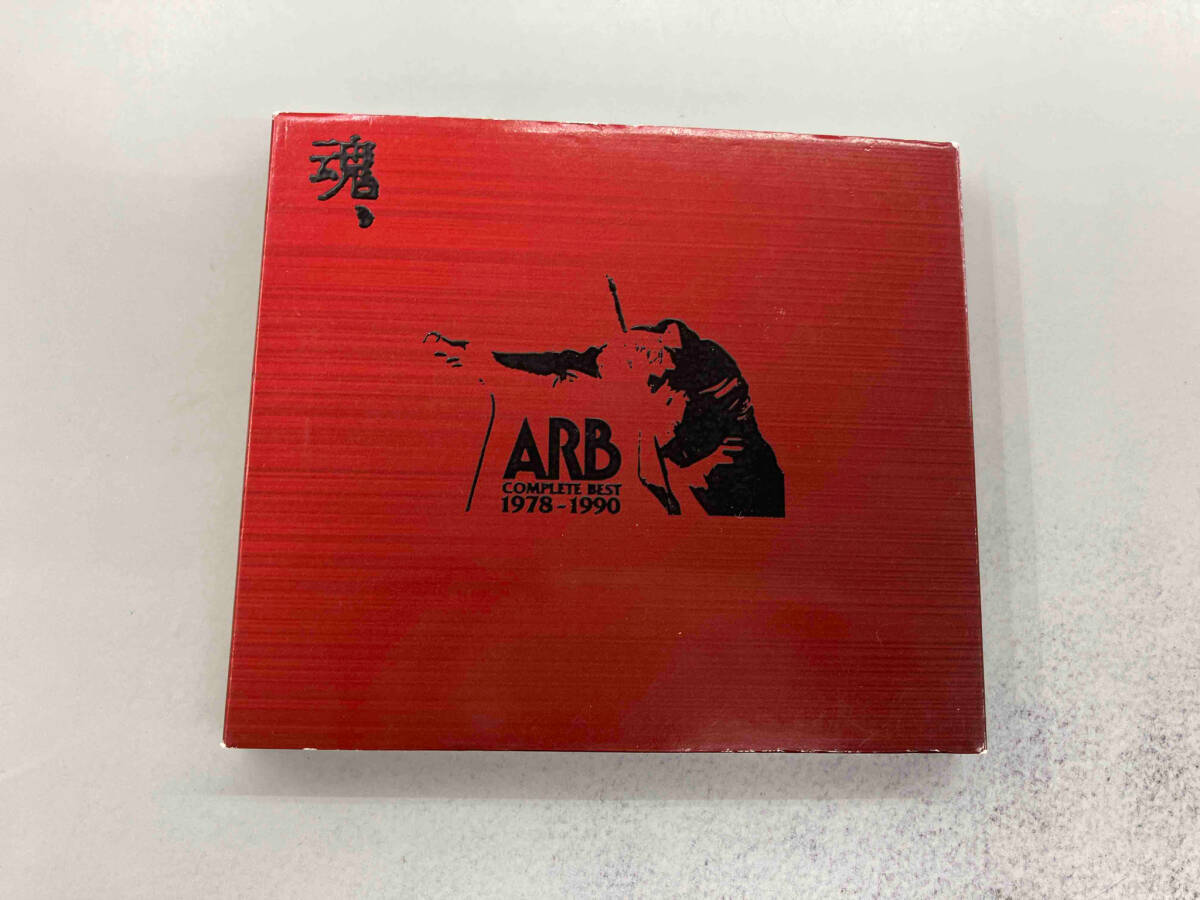 魂、
ARB
COMPLETE BEST
1978-1990